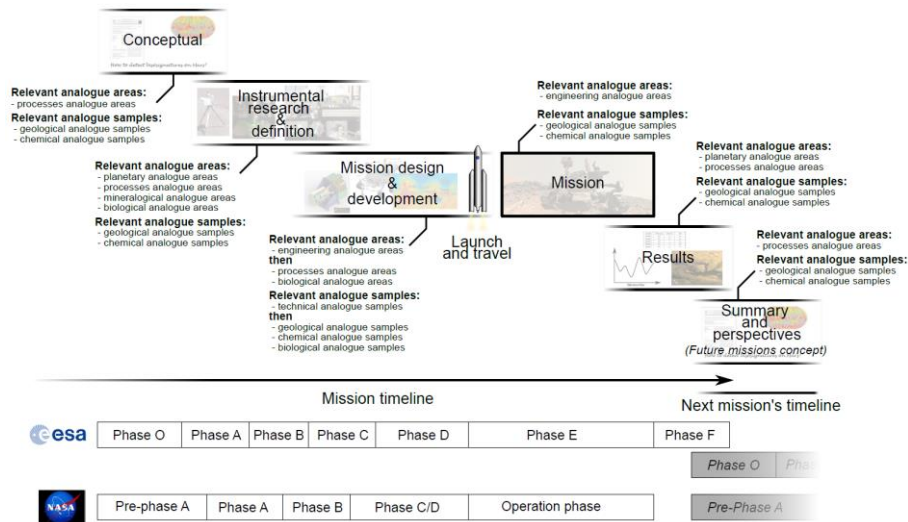 Conceptual
Relevant analogue areas:
- processes analogue areas
Relevant analogue samples:
- geological analogue samples
- chemical analogue samples
Instrumental
research
&
definition
Relevant analogue areas:
- planetary analogue areas
- processes analogue areas
- mineralogical analogue areas
- biological analogue areas
Relevant analogue samples:
- geological analogue samples
- chemical analogue samples
Mission design
&
development
Relevant analogue areas:
- engineering analogue areas
then
- processes analogue areas
- biological analogue areas
Relevant analogue samples:
- technical analogue samples
then
- geological analogue samples
- chemical analogue samples
- biological analogue samples
Launch
and travel
Relevant analogue areas:
- engineering analogue areas
Relevant analogue samples:
- geological analogue samples
- chemical analogue samples
Mission
Relevant analogue areas:
- planetary analogue areas
- processes analogue areas
Relevant analogue samples:
- geological analogue samples
- chemical analogue samples
Results
Relevant analogue areas:
- processes analogue areas
Relevant analogue samples:
- geological analogue samples
- chemical analogue samples
Summary
and
perspectives
(Future missions concept)
Mission timeline
Next mission's timeline
esa
Phase O
Phase A
Phase B
Phase C
Phase D
Phase E
Phase F
Phase O
Phase
NASA
Pre-phase A
Phase A
Phase B
Phase C/D
Operation phase
Pre-Phase A